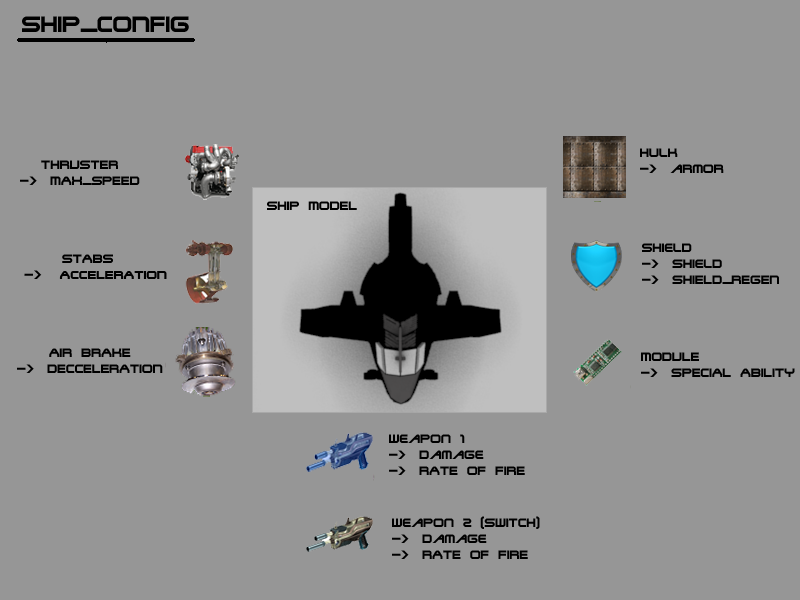 SHIP_CONFIG
THRUSTER
-> MAX_SPEED
STABS
-> ACCELERATION
AIR BRAKE
-> DECCELERATION
SHIP MODEL
HULK
-> ARMOR
SHIELD
-> SHIELD
-> SHIELD_REGEN
MODULE
-> SPECIAL ABILITY
WEAPON 1
-> DAMAGE
-> RATE OF FIRE
WEAPON 2 (SWITCH)
-> DAMAGE
-> RATE OF FIRE